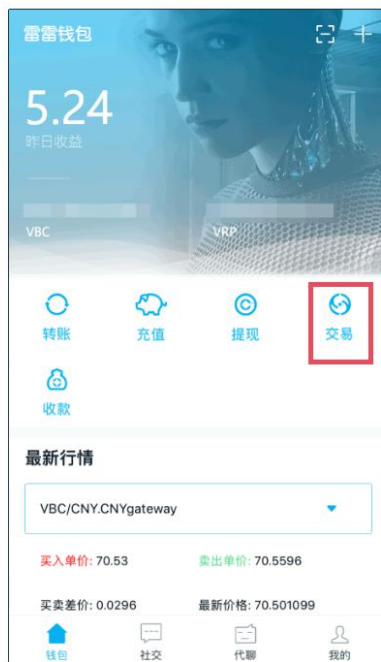 雷雷钱包
5.24
昨日收益
VBC VRP
转账 充值 提现 交易
收款
最新行情
VBC/CNY.CNYgateway
买入单价: 70.53 卖出单价: 70.5596
买卖差价: 0.0296 最新价格: 70.501099
钱包 社交 代聊 我的